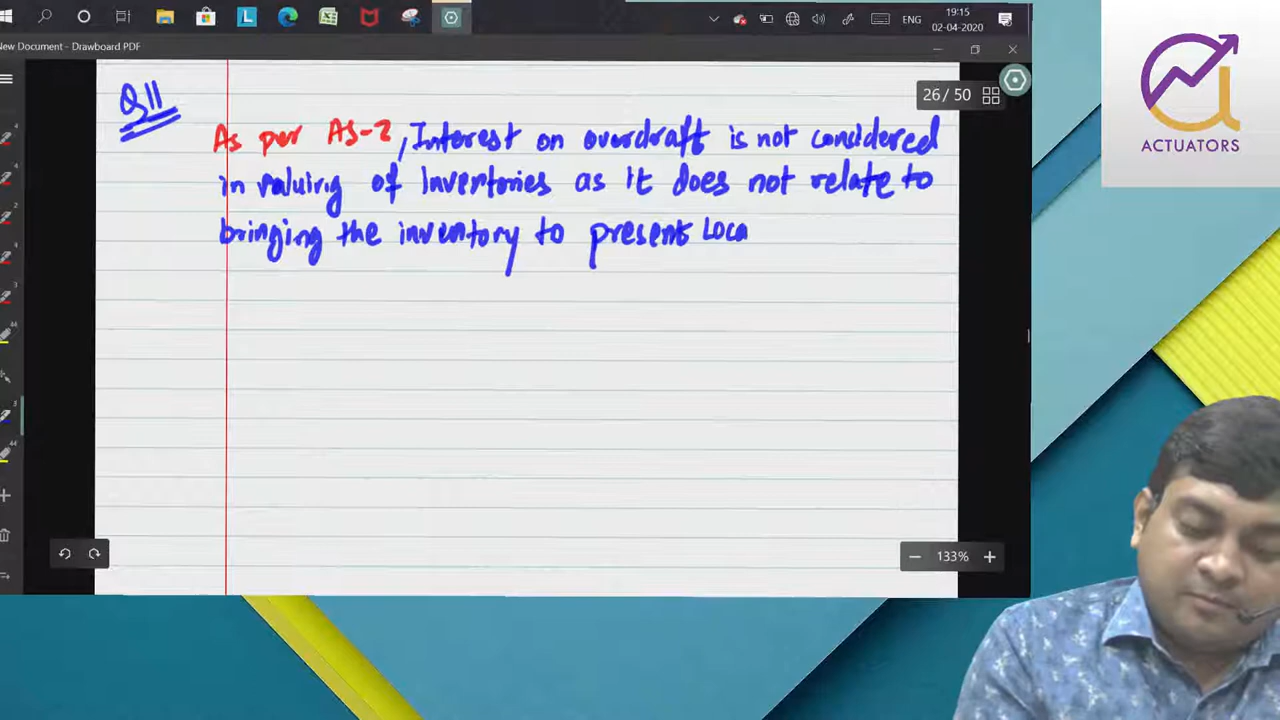 19:15
ENG
02-04-2020
New Document - Drawboard PDF
26 / 50
ACTUATORS
Q11
As per AS-2, Interest on overdraft is not considered
in valuing of Inventories as it does not relate to
bringing the inventory to present Loca
133%